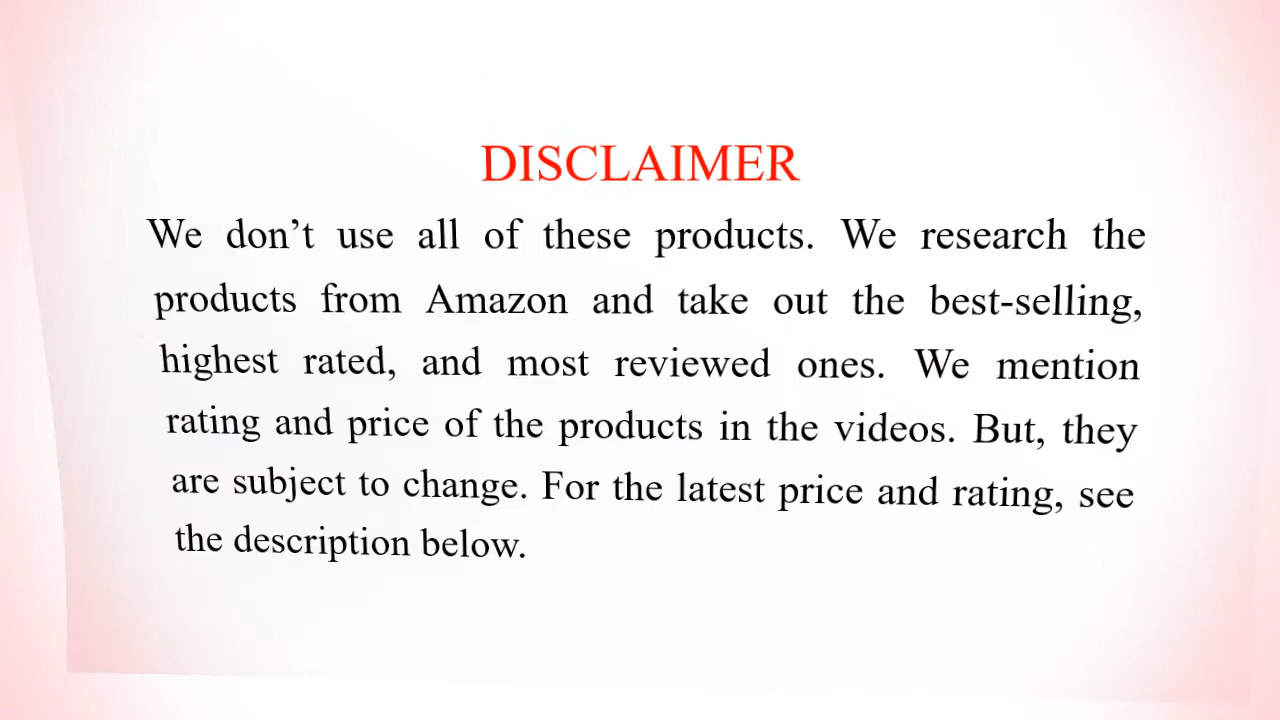 DISCLAIMER
We don’t use all of these products. We research the
products from Amazon and take out the best-selling,
highest rated, and most reviewed ones. We mention
rating and price of the products in the videos. But, they
are subject to change. For the latest price and rating, see
the description below.